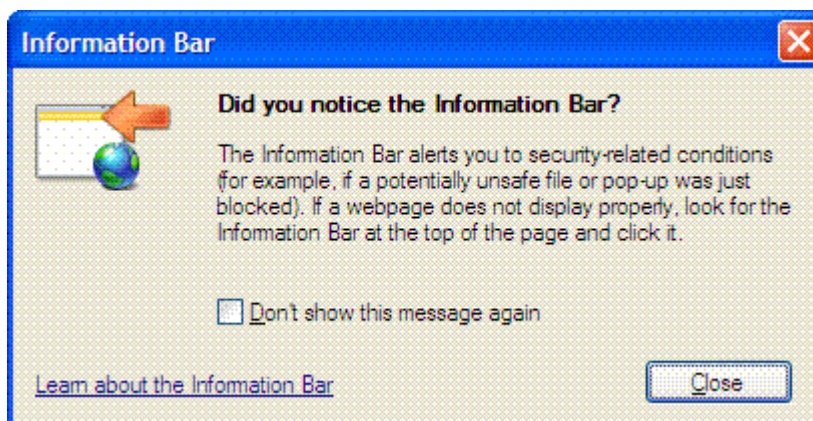 Information Bar
Did you notice the Information Bar?
The Information Bar alerts you to security-related conditions
(for example, if a potentially unsafe file or pop-up was just
blocked). If a webpage does not display properly, look for the
Information Bar at the top of the page and click it.
Don't show this message again
Learn about the Information Bar
Close